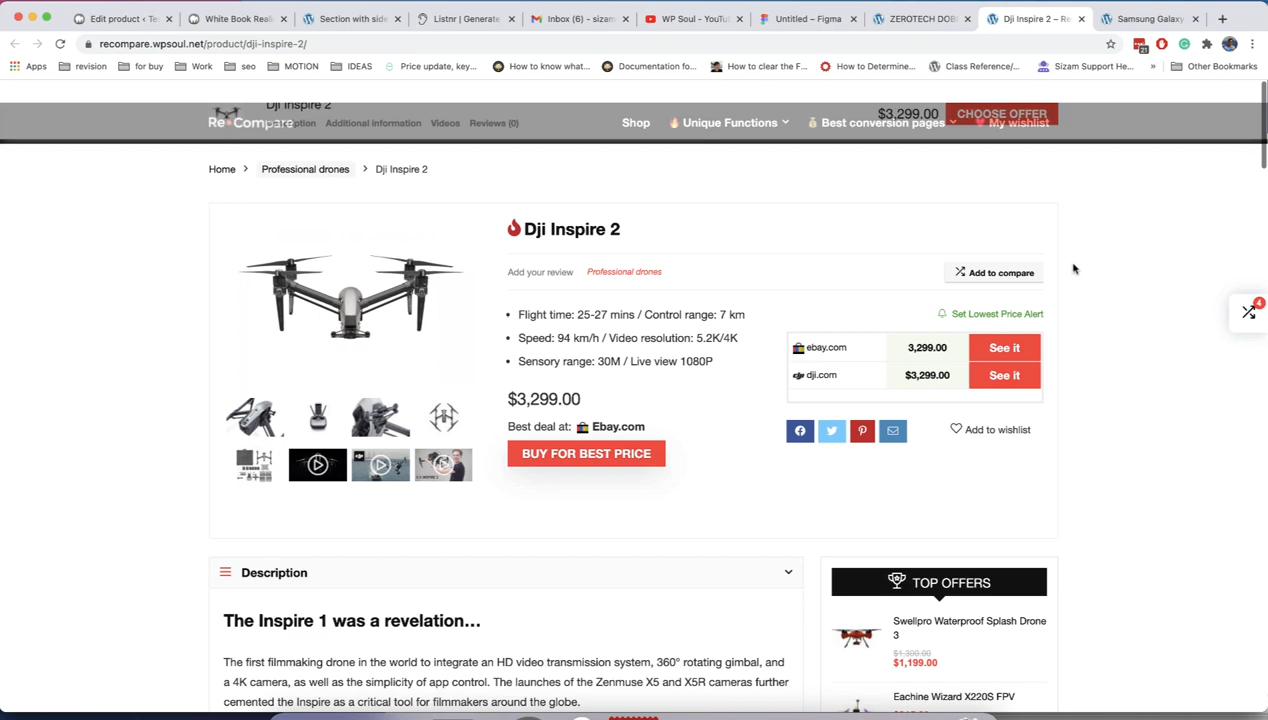 Edit product ‹ Te
White Book Reali
Section with side
Listnr | Generate
Inbox (6) - sizam
WP Soul - YouTu
Untitled – Figma
ZEROTECH DOB
Dji Inspire 2 – Re
Samsung Galaxy
recompare.wpsoul.net/product/dji-inspire-2/
21
Apps
revision
for buy
Work
seo
MOTION
IDEAS
Price update, key...
How to know what...
Documentation fo...
How to clear the F...
How to Determine...
Class Reference/...
Sizam Support He...
»
Other Bookmarks
Dji Inspire 2
$3,299.00
CHOOSE OFFER
Re Compare
Description
Additional information
Videos
Reviews (0)
Shop
Unique Functions
Best conversion pages
My wishlist
Home
Professional drones
Dji Inspire 2
Dji Inspire 2
Add your review
Professional drones
Add to compare
4
Flight time: 25-27 mins / Control range: 7 km
Speed: 94 km/h / Video resolution: 5.2K/4K
Sensory range: 30M / Live view 1080P
Set Lowest Price Alert
ebay.com 3,299.00 See it
dji.com $3,299.00 See it
$3,299.00
Best deal at: Ebay.com
BUY FOR BEST PRICE
Add to wishlist
Description
The Inspire 1 was a revelation…
The first filmmaking drone in the world to integrate an HD video transmission system, 360° rotating gimbal, and
a 4K camera, as well as the simplicity of app control. The launches of the Zenmuse X5 and X5R cameras further
cemented the Inspire as a critical tool for filmmakers around the globe.
TOP OFFERS
Swellpro Waterproof Splash Drone
3
$1,300.00
$1,199.00
Eachine Wizard X220S FPV